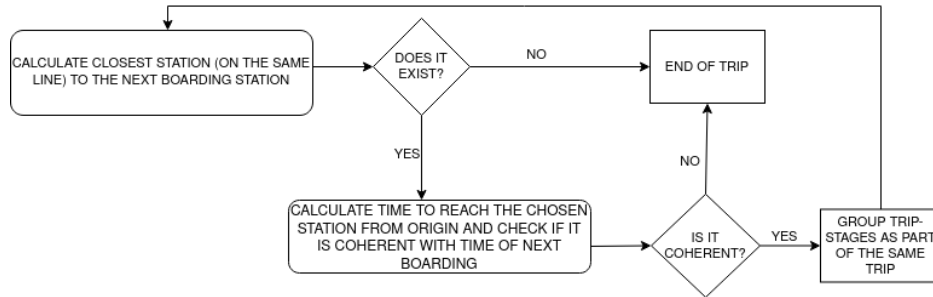 CALCULATE CLOSEST STATION (ON THE SAME
LINE) TO THE NEXT BOARDING STATION
DOES IT
EXIST?
NO
END OF TRIP
YES
NO
CALCULATE TIME TO REACH THE CHOSEN
STATION FROM ORIGIN AND CHECK IF IT
IS COHERENT WITH TIME OF NEXT
BOARDING
IS IT
COHERENT?
YES
GROUP TRIP-
STAGES AS PART
OF THE SAME
TRIP